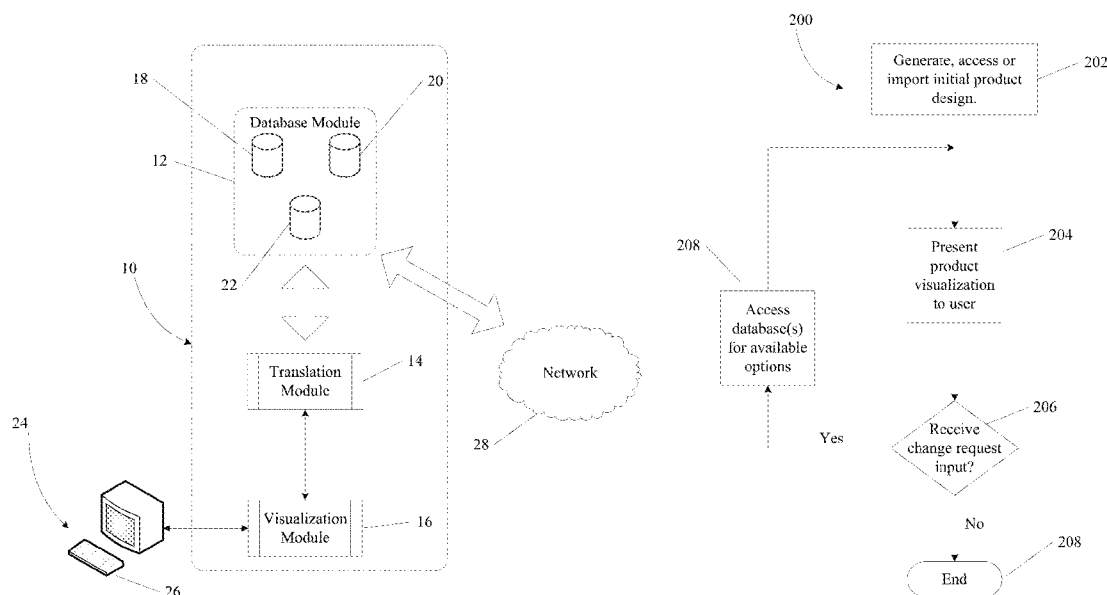 18
20
Database Module
12
22
10
14
Translation
Module
24
Network
28
Visualization
Module
16
26
200
Generate, access or
import initial product
design.
202
208
Access
database(s)
for available
options
Present
product
visualization
to user
204
Yes
Receive
change request
input?
206
No
End
208